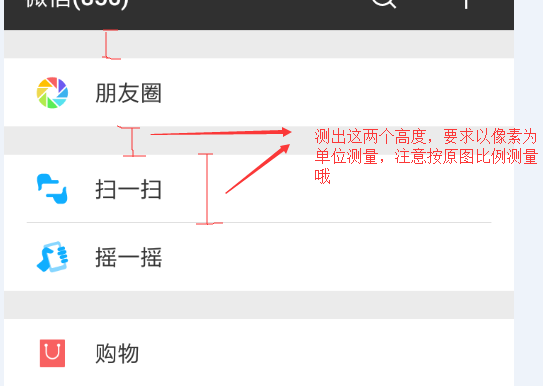 微信(896)
朋友圈
测出这两个高度，要求以像素为
单位测量，注意按原图比例测量
哦
扫一扫
摇一摇
购物